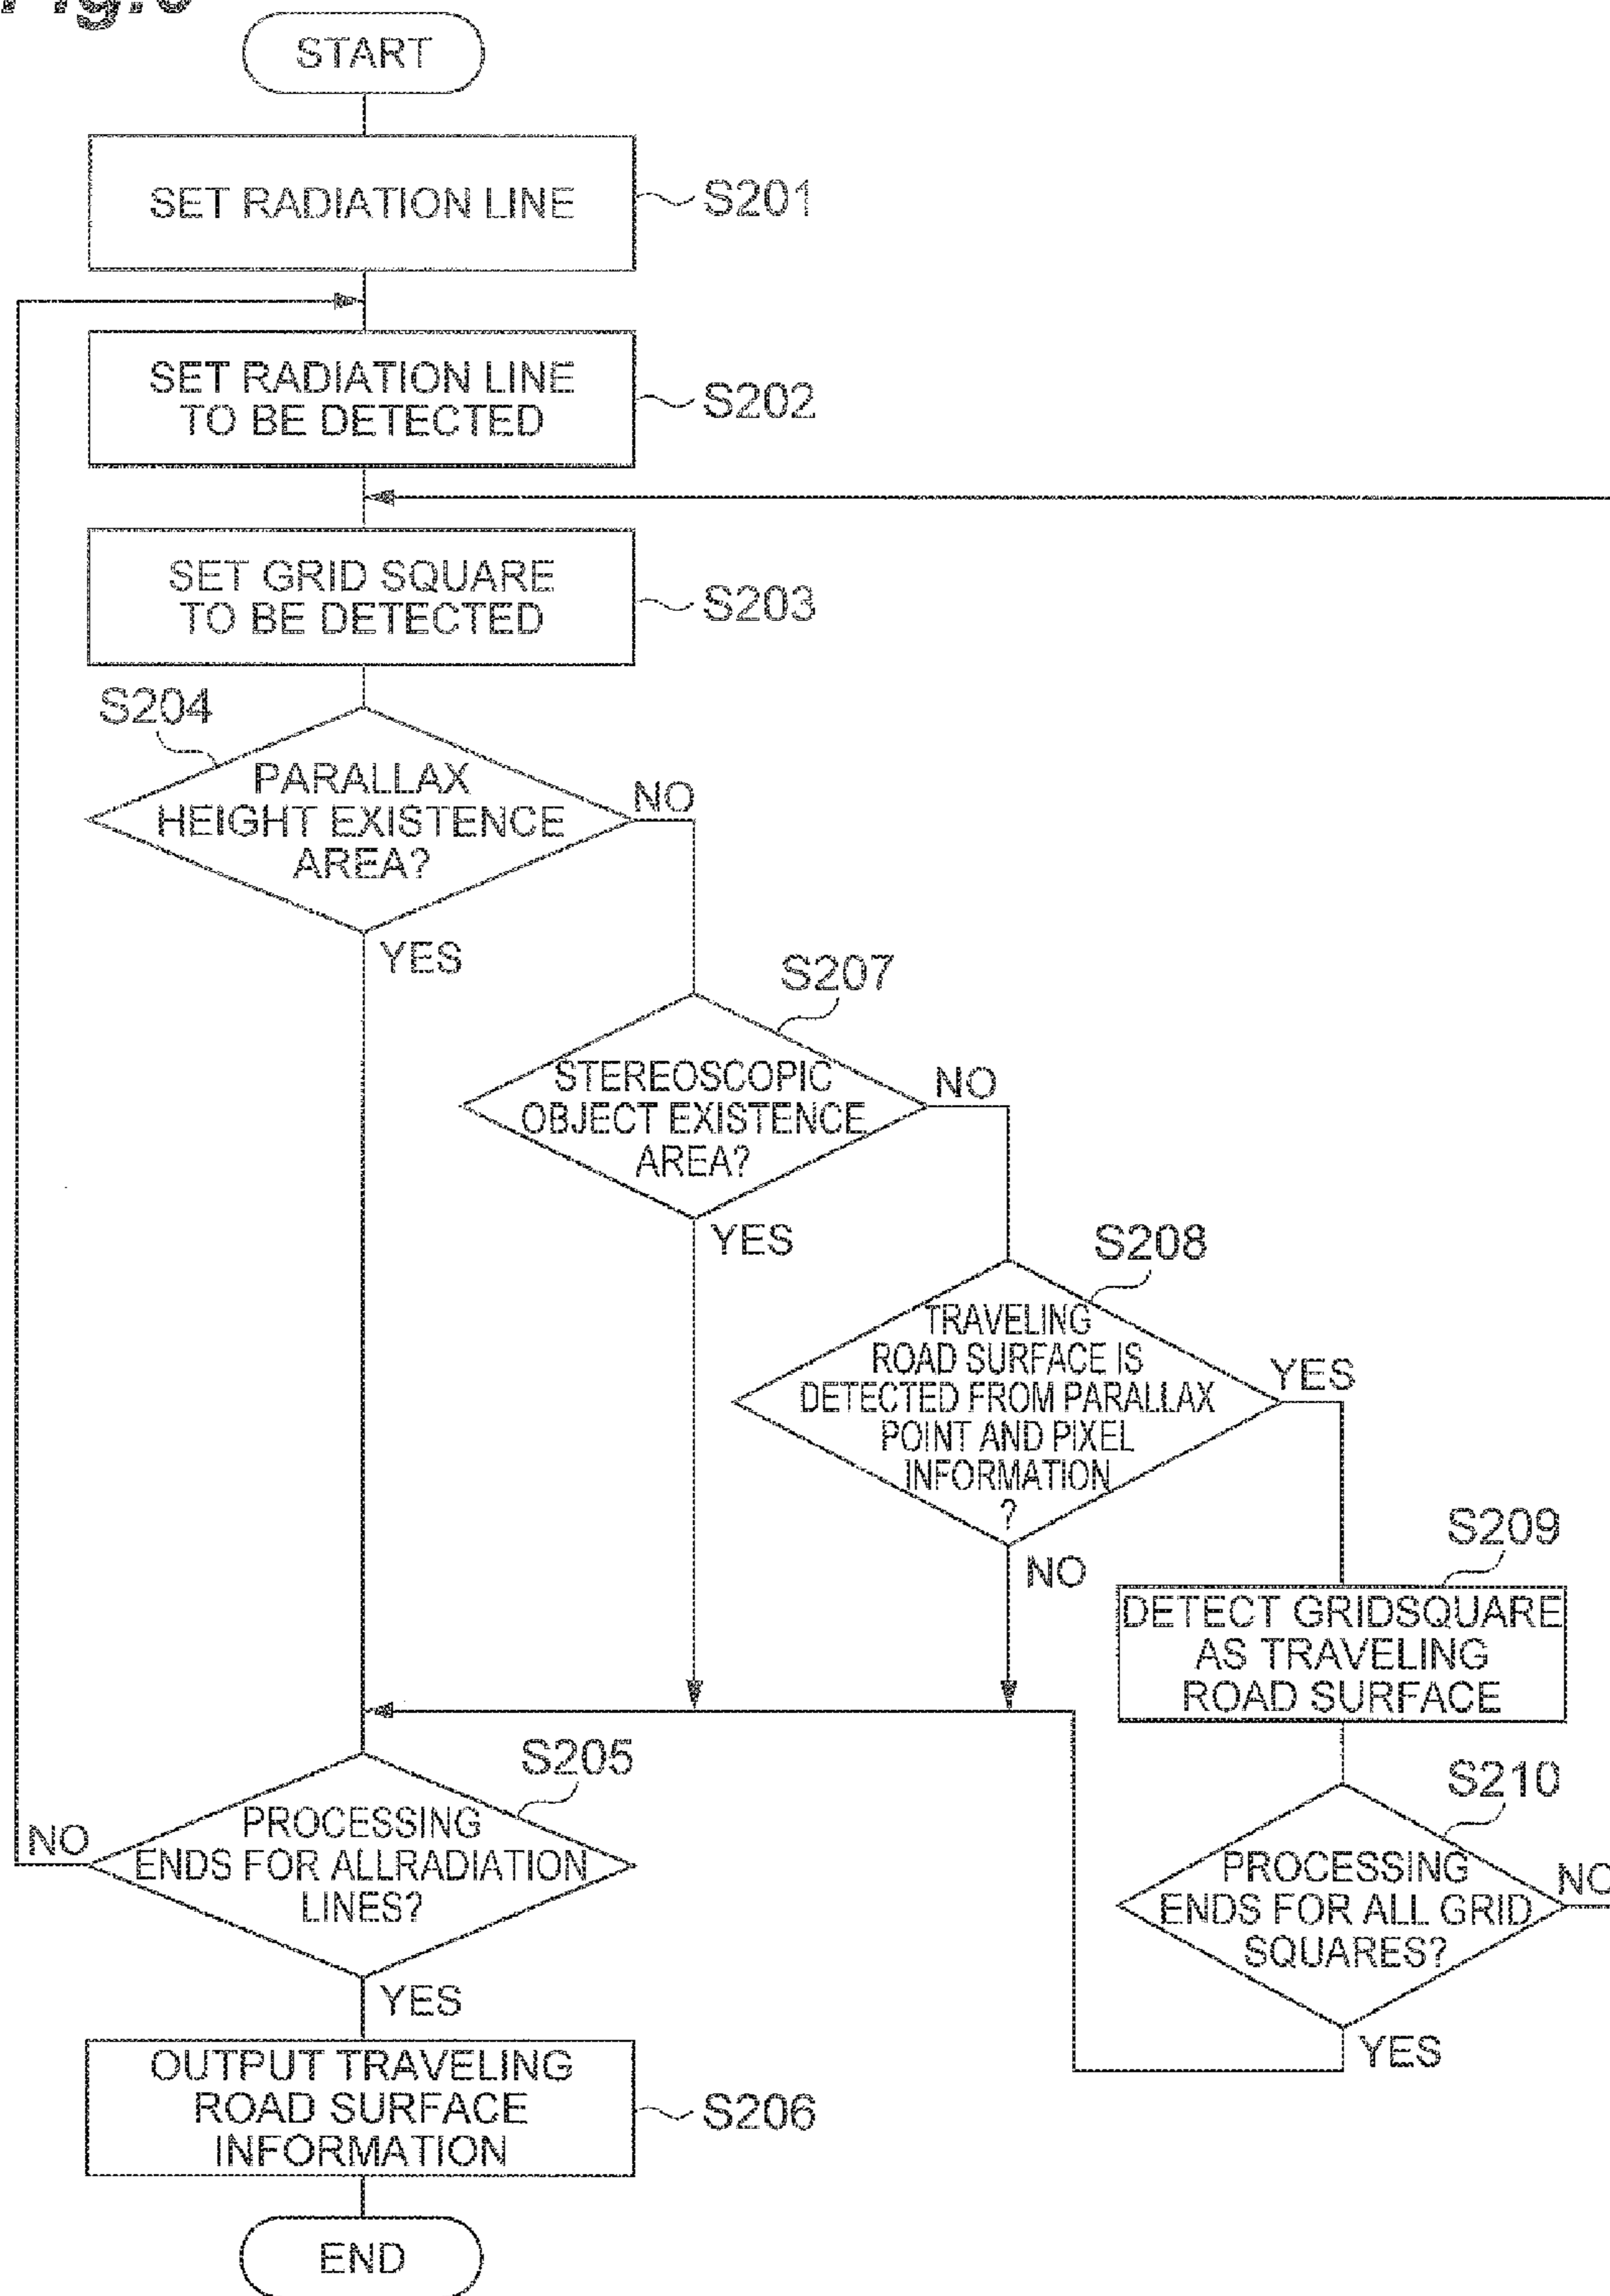 START
SET RADIATION LINE
S201
SET RADIATION LINE
TO BE DETECTED
S202
SET GRID SQUARE
TO BE DETECTED
S203
S204
PARALLAX
HEIGHT EXISTENCE
AREA?
NO
YES
S207
STEREOSCOPIC
OBJECT EXISTENCE
AREA?
NO
YES
S208
TRAVELING
ROAD SURFACE IS
DETECTED FROM PARALLAX
POINT AND PIXEL
INFORMATION
?
YES
NO
S209
DETECT GRIDSQUARE
AS TRAVELING
ROAD SURFACE
S205
PROCESSING
ENDS FOR ALLRADIATION
LINES?
NO
YES
S210
PROCESSING
ENDS FOR ALL GRID
SQUARES?
NO
YES
OUTPUT TRAVELING
ROAD SURFACE
INFORMATION
S206
END